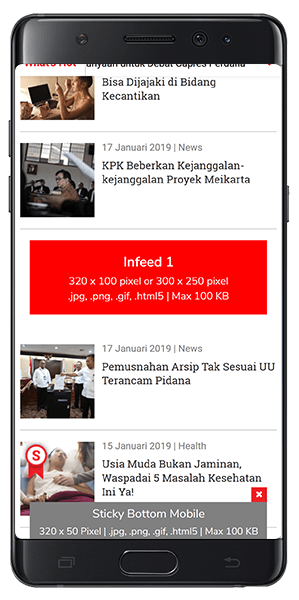 What's Hot
anyaan untuk Debat Capres Perdana
Bisa Dijajaki di Bidang
Kecantikan
17 Januari 2019 | News
KPK Beberkan Kejanggalan-
kejanggalan Proyek Meikarta
Infeed 1
320 x 100 pixel or 300 x 250 pixel
.jpg, .png, .gif, .html5 | Max 100 KB
17 Januari 2019 | News
Pemusnahan Arsip Tak Sesuai UU
Terancam Pidana
15 Januari 2019 | Health
S
Usia Muda Bukan Jaminan,
Waspadai 5 Masalah Kesehatan
Ini Ya!
Sticky Bottom Mobile
320 x 50 Pixel | .jpg, .png, .gif, .html5 | Max 100 KB